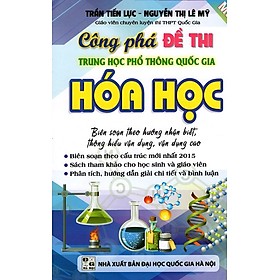 TRẦN TIẾN LỰC - NGUYỄN THỊ LÊ MỸ
Giáo viên chuyên luyện thi THPT Quốc Gia
Công phá ĐỀ THI
TRUNG HỌC PHỔ THÔNG QUỐC GIA
HÓA HỌC
Biên soạn theo hướng nhận biết,
thông hiểu vận dụng, vận dụng cao
• Biên soạn theo cấu trúc mới nhất 2015
• Sách tham khảo cho học sinh và giáo viên
• Phân tích, hướng dẫn giải chi tiết và bình luận
NHÀ XUẤT BẢN ĐẠI HỌC QUỐC GIA HÀ NỘI